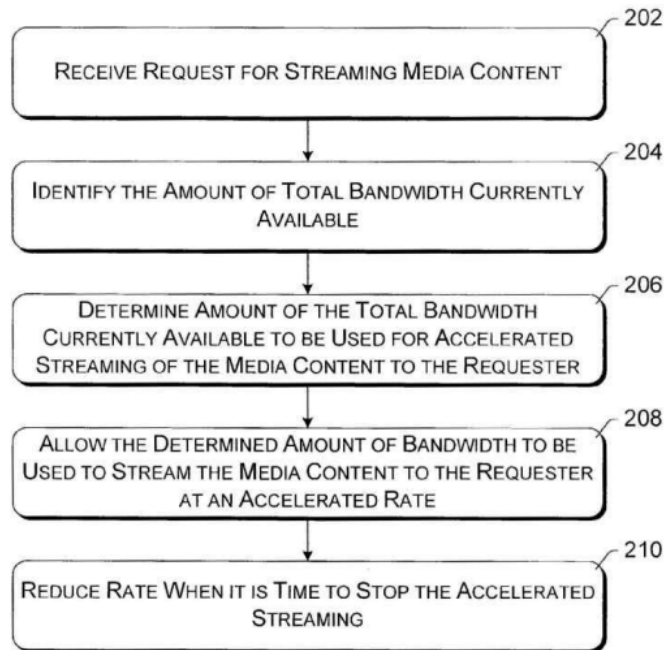 202
RECEIVE REQUEST FOR STREAMING MEDIA CONTENT
204
IDENTIFY THE AMOUNT OF TOTAL BANDWIDTH CURRENTLY
AVAILABLE
206
DETERMINE AMOUNT OF THE TOTAL BANDWIDTH
CURRENTLY AVAILABLE TO BE USED FOR ACCELERATED
STREAMING OF THE MEDIA CONTENT TO THE REQUESTER
208
ALLOW THE DETERMINED AMOUNT OF BANDWIDTH TO BE
USED TO STREAM THE MEDIA CONTENT TO THE REQUESTER
AT AN ACCELERATED RATE
210
REDUCE RATE WHEN IT IS TIME TO STOP THE ACCELERATED
STREAMING